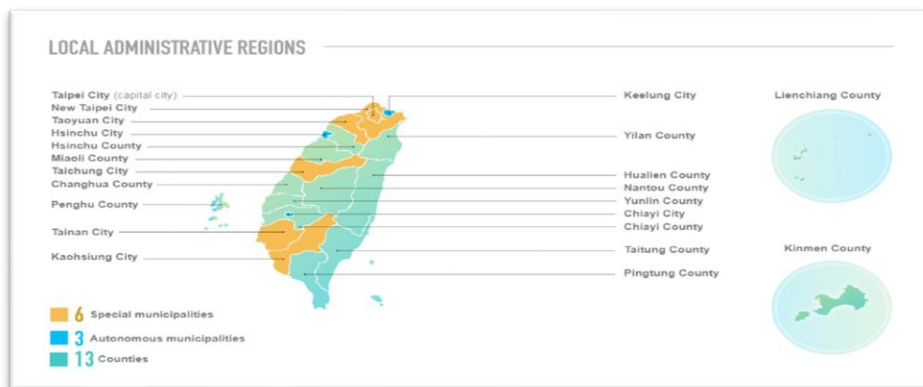 LOCAL ADMINISTRATIVE REGIONS
Taipei City (capital city)
New Taipei City
Taoyuan City
Hsinchu City
Hsinchu County
Miaoli County
Taichung City
Changhua County
Penghu County
Tainan City
Kaohsiung City
Keelung City
Yilan County
Hualien County
Nantou County
Yunlin County
Chiayi City
Chiayi County
Taitung County
Pingtung County
Lienchiang County
Kinmen County
6 Special municipalities
3 Autonomous municipalities
13 Counties